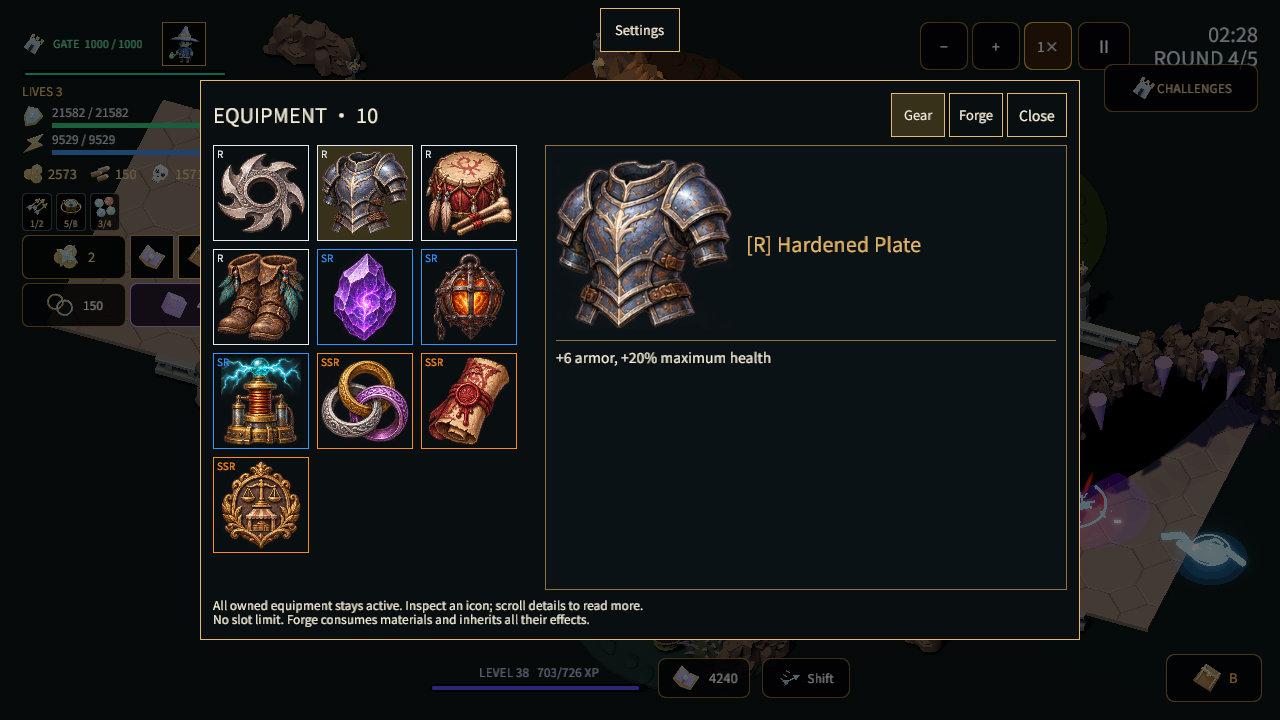 Settings
GATE 1000 / 1000
LIVES 3
21582 / 21582
9529 / 9529
2573
150
1571
1/2
5/8
3/4
2
150
− + 1× II
02:28
ROUND 4/5
CHALLENGES
EQUIPMENT • 10
Gear
Forge
Close
R
R
R
R
SR
SR
SR
SSR
SSR
SSR
[R] Hardened Plate
+6 armor, +20% maximum health
All owned equipment stays active. Inspect an icon; scroll details to read more.
No slot limit. Forge consumes materials and inherits all their effects.
LEVEL 38 703/726 XP
4240
Shift
B